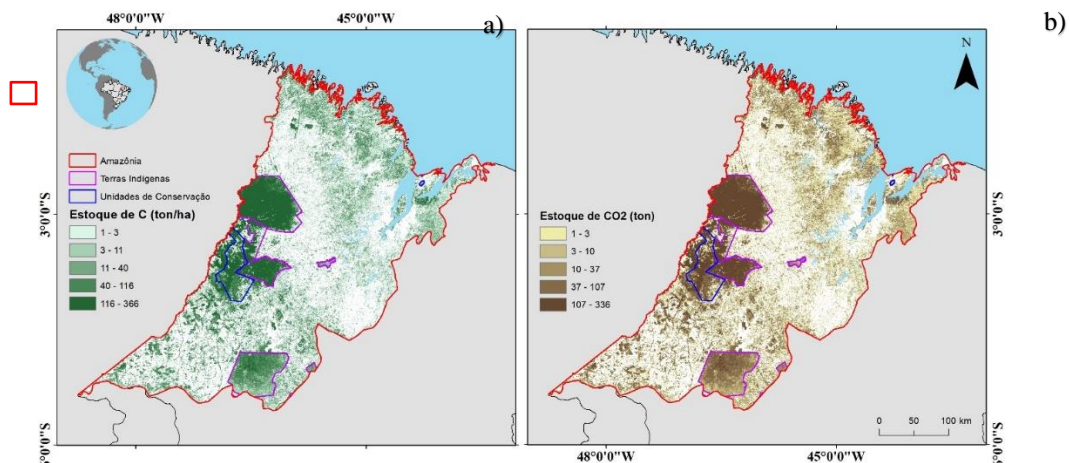 48°0'0"W
45°0'0"W
a)
3°0'0"S
Amazônia
Terras Indigenas
Unidades de Conservação
Estoque de C (ton/ha)
1 - 3
3 - 11
11 - 40
40 - 116
116 - 366
b)
N
3°0'0"S
Estoque de CO2 (ton)
1 - 3
3 - 10
10 - 37
37 - 107
107 - 336
0 50 100 km
48°0'0"W
45°0'0"W